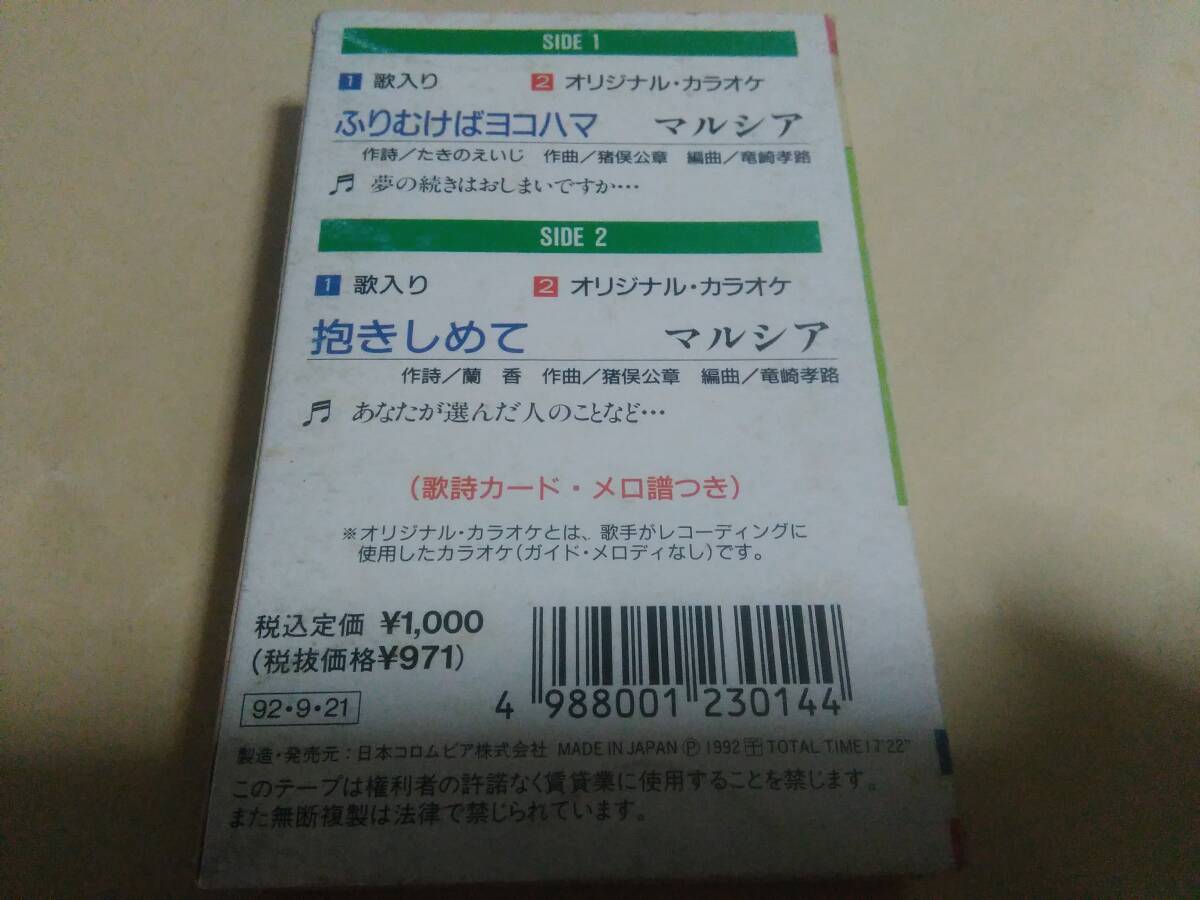 SIDE 1
1 歌入り 2 オリジナル・カラオケ
ふりむけばヨコハマ マルシア
作詩／たきのえいじ 作曲／猪俣公章 編曲／竜崎孝路
♬ 夢の続きはおしまいですか…
SIDE 2
1 歌入り 2 オリジナル・カラオケ
抱きしめて マルシア
作詩／蘭 香 作曲／猪俣公章 編曲／竜崎孝路
♬ あなたが選んだ人のことなど…
（歌詩カード・メロ譜つき）
※オリジナル・カラオケとは、歌手がレコーディングに
使用したカラオケ（ガイド・メロディなし）です。
税込定価 ¥1,000
（税抜価格¥971）
92・9・21
4 988001 230144
製造・発売元：日本コロムビア株式会社 MADE IN JAPAN Ⓟ 1992 〒 TOTAL TIME 17'22"
このテープは権利者の許諾なく賃貸業に使用することを禁じます。
また無断複製は法律で禁じられています。